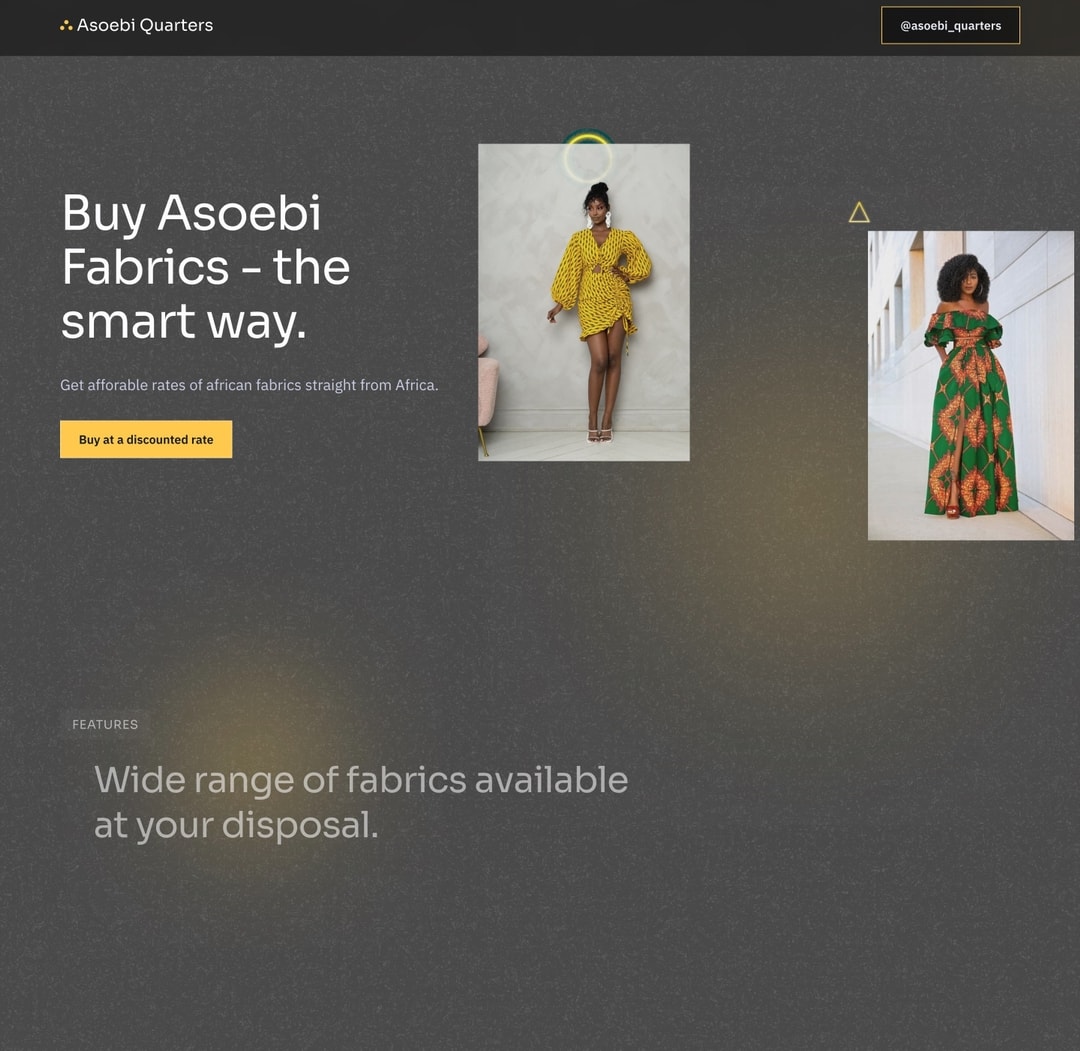 Asoebi Quarters
@asoebi_quarters
Buy Asoebi
Fabrics - the
smart way.
Get afforable rates of african fabrics straight from Africa.
Buy at a discounted rate
FEATURES
Wide range of fabrics available
at your disposal.